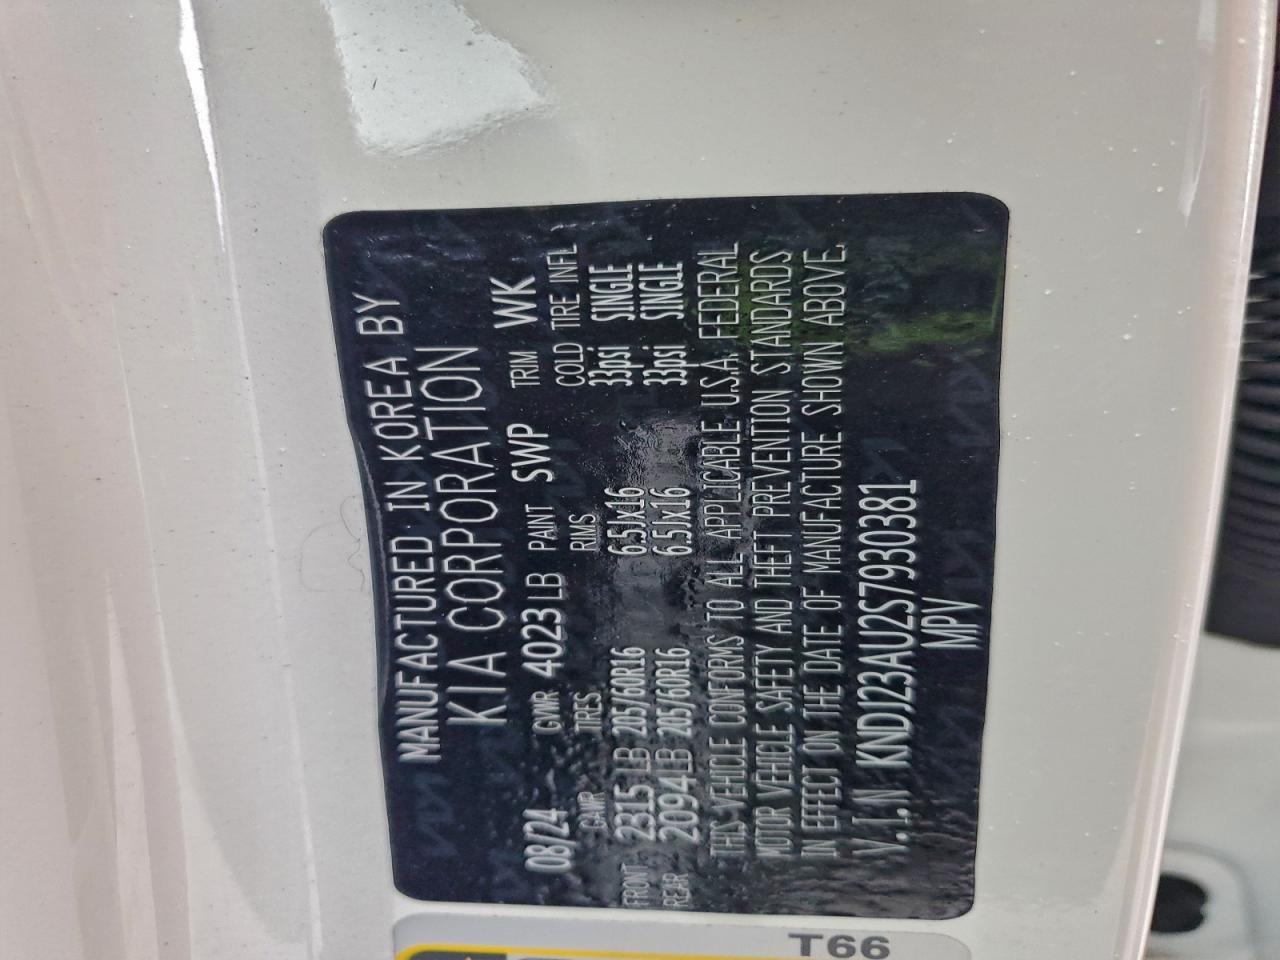 MANUFACTURED IN KOREA BY
KIA CORPORATION
08/24 GVWR 4023 LB PAINT SWP TRIM WK
GAWR TIRES RIMS COLD TIRE INFL
FRONT 2315 LB 205/60R16 6.5Jx16 33psi SINGLE
REAR 2094 LB 205/60R16 6.5Jx16 33psi SINGLE
THIS VEHICLE CONFORMS TO ALL APPLICABLE U.S.A. FEDERAL
MOTOR VEHICLE SAFETY AND THEFT PREVENTION STANDARDS
IN EFFECT ON THE DATE OF MANUFACTURE SHOWN ABOVE.
V.I.N KNDJ23AU2S7930381
MPV
T66